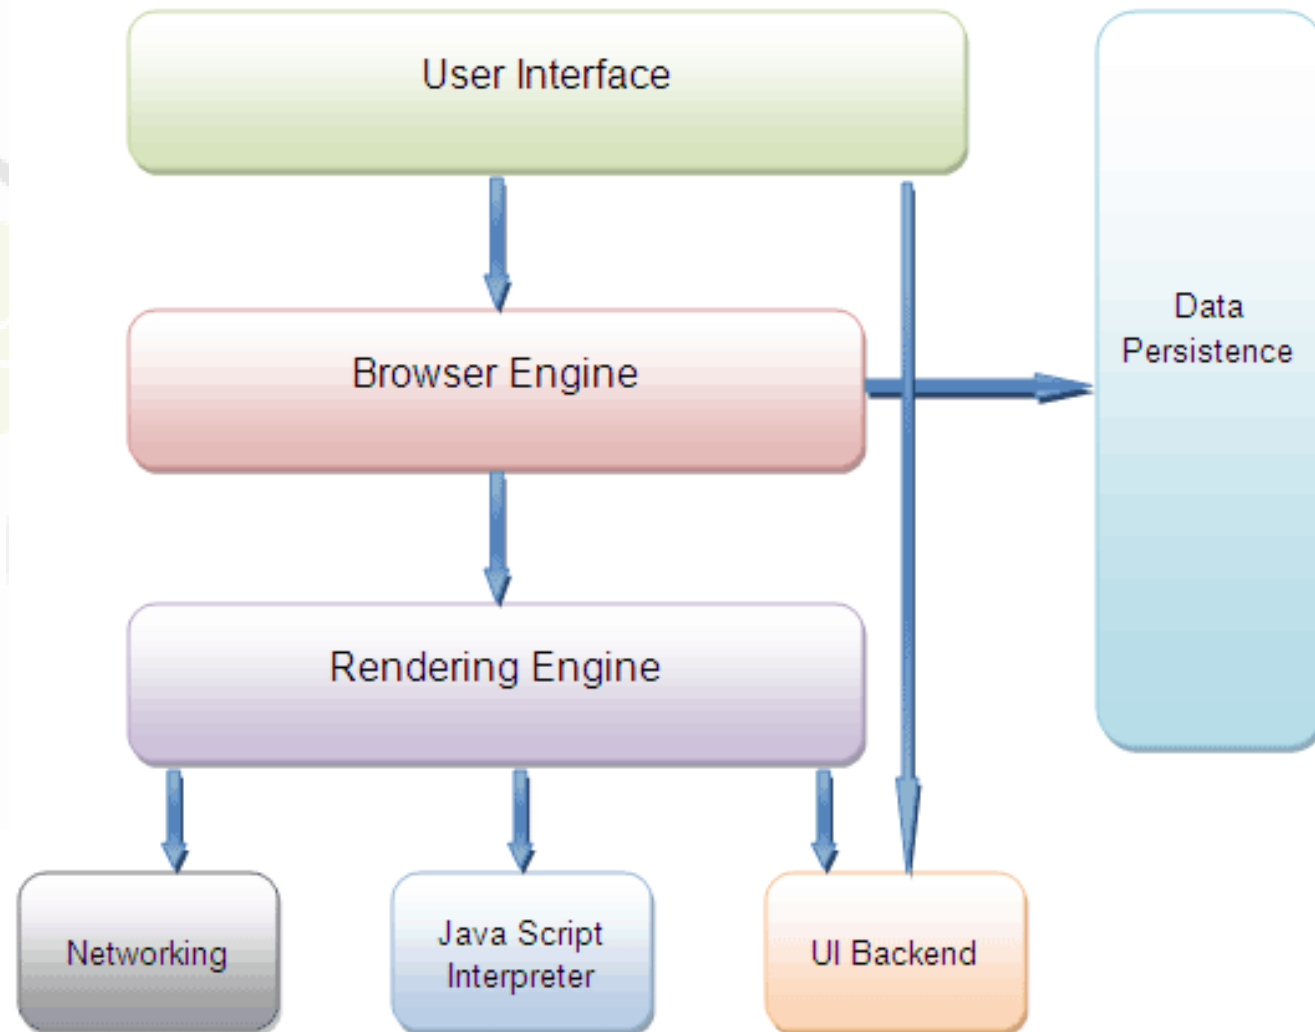 User Interface
Browser Engine
Data
Persistence
Rendering Engine
Networking
Java Script
Interpreter
UI Backend